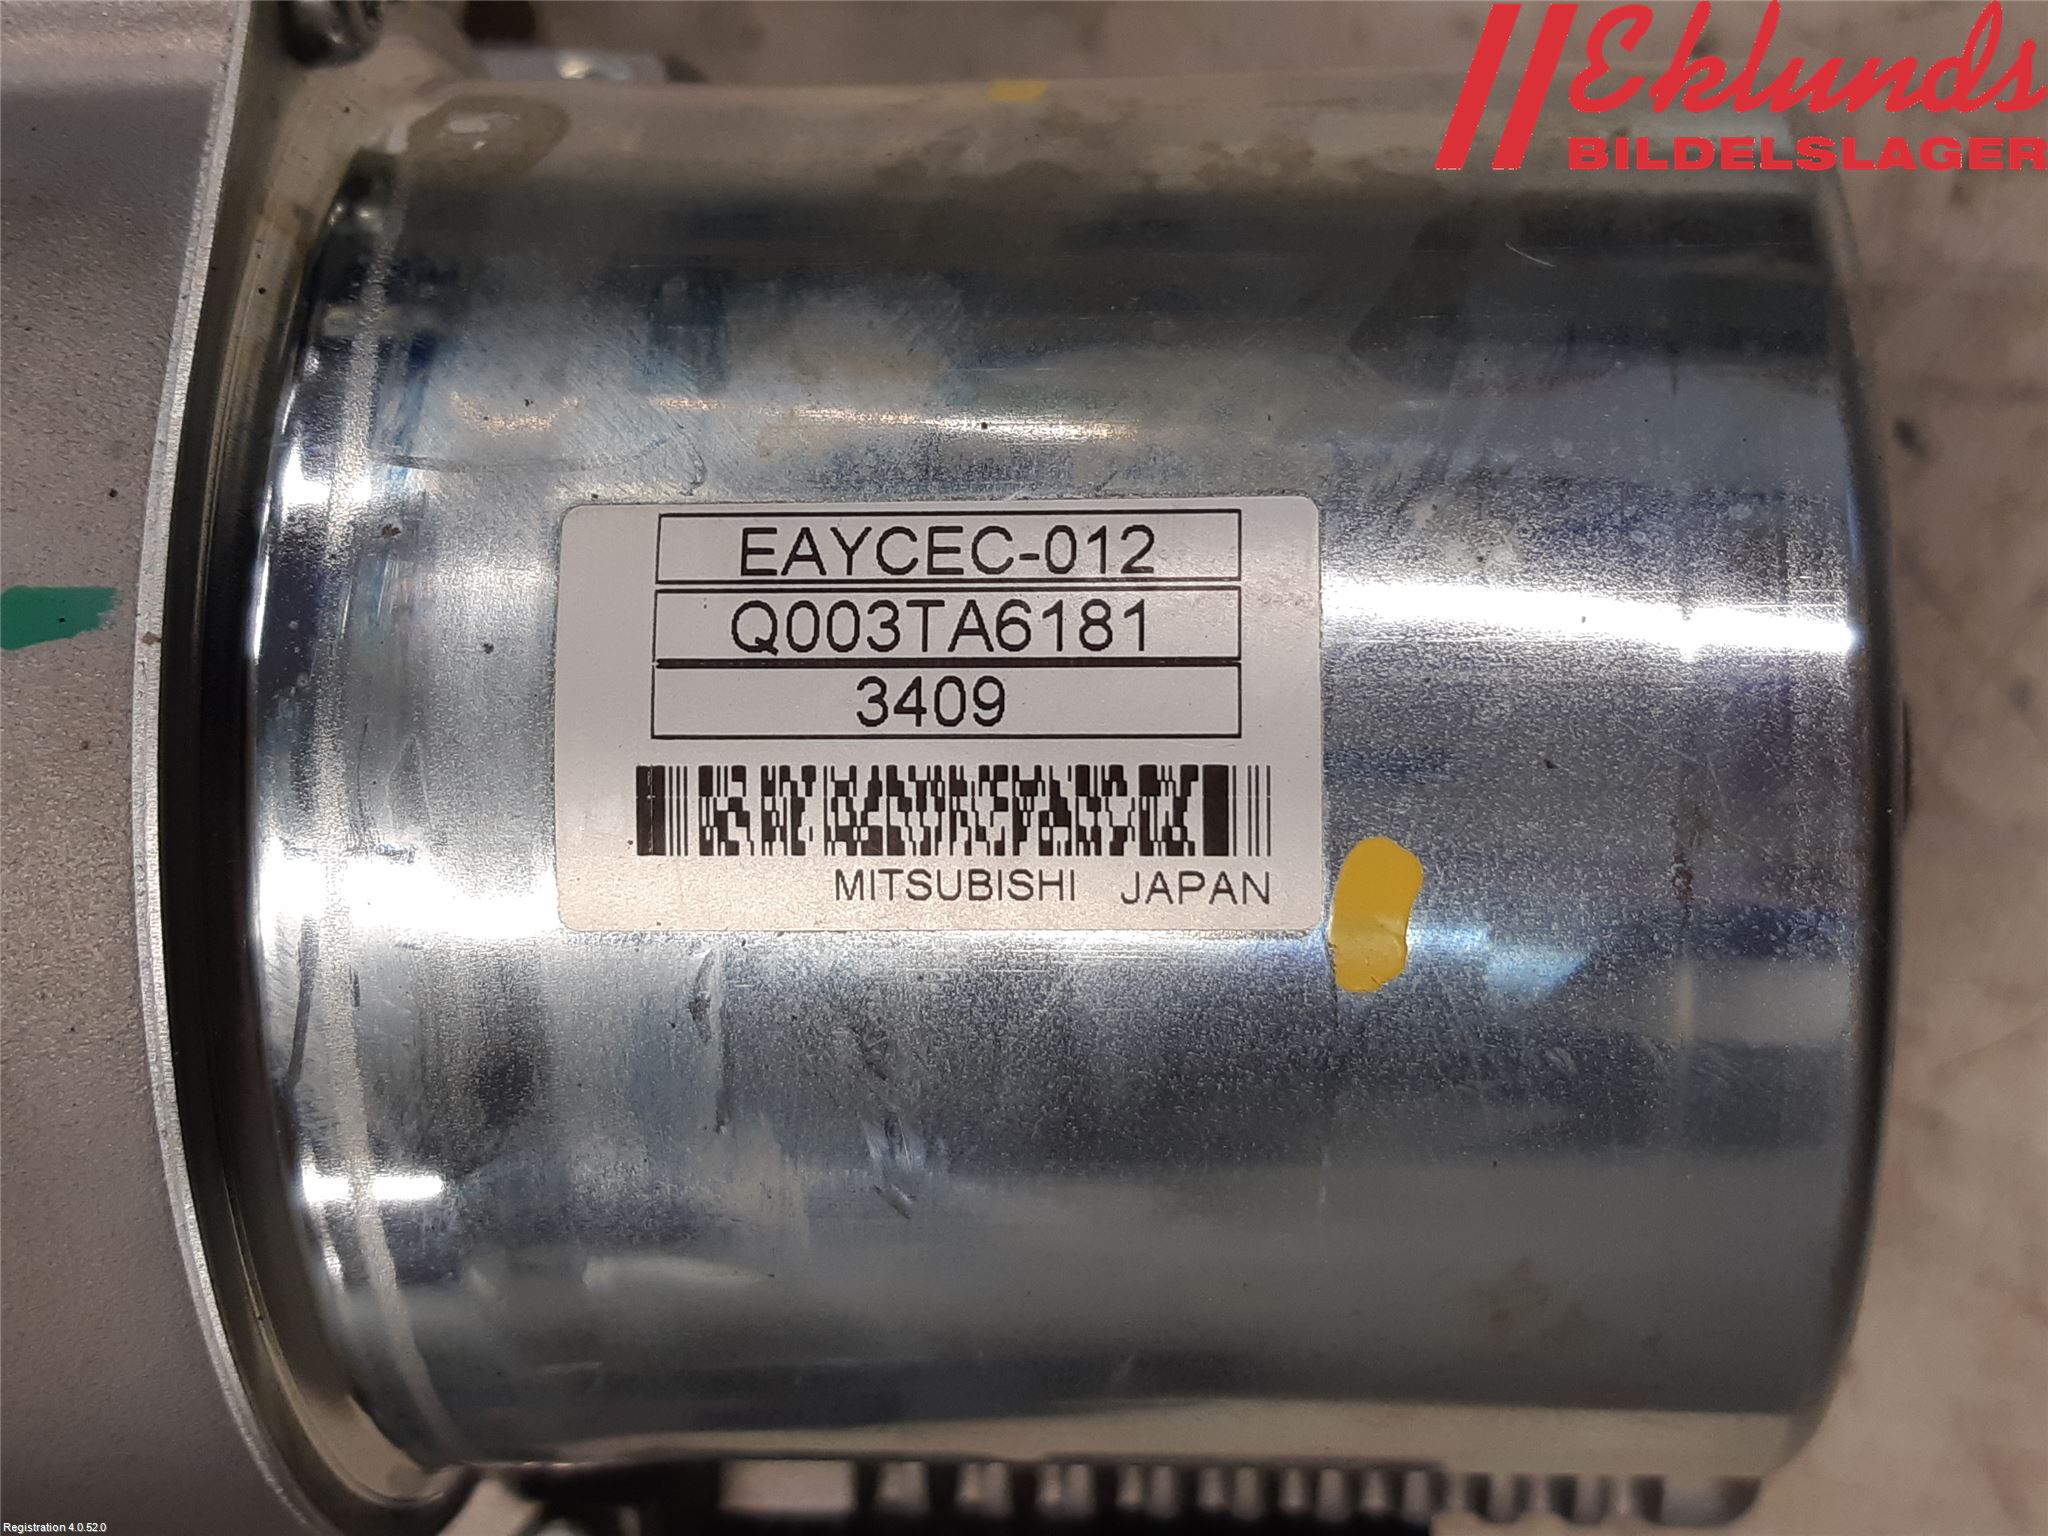 Eklunds
BILDELSLAGER
EAYCEC-012
Q003TA6181
3409
MITSUBISHI JAPAN
Registration 4.0.52.0